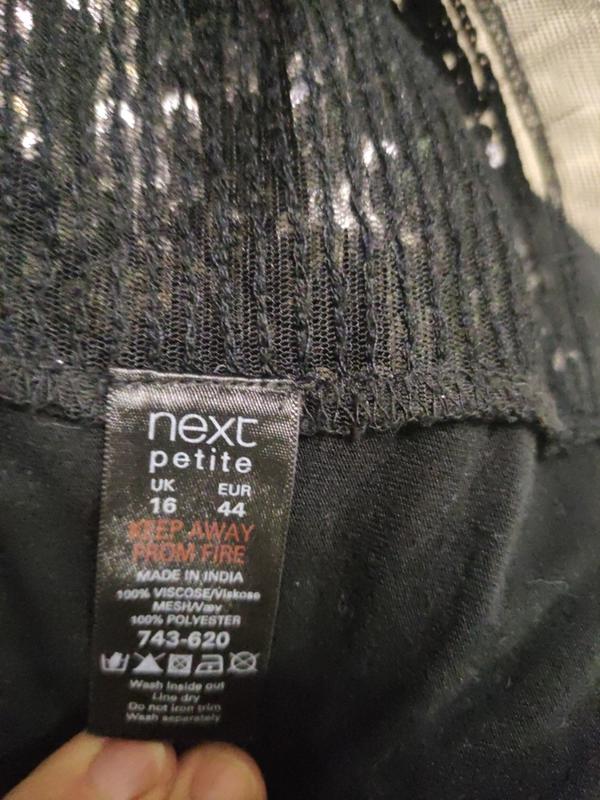 next
petite
UK EUR
16 44
KEEP AWAY
FROM FIRE
MADE IN INDIA
100% VISCOSE/Viskose
MESH/Væv
100% POLYESTER
743-620
Wash inside out
Line dry
Do not iron trim
Wash separately